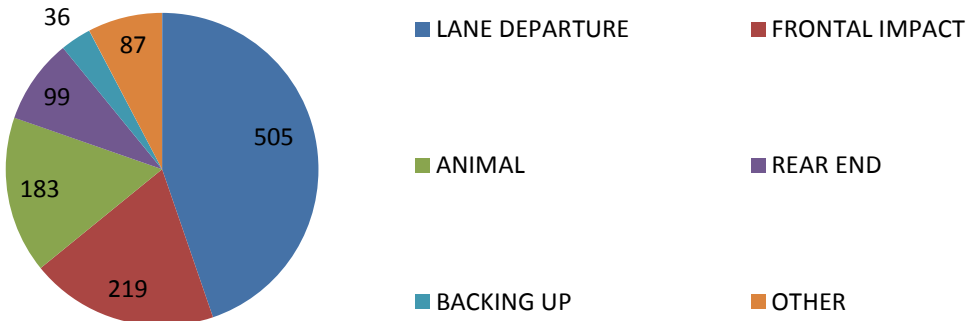 36
87
99
505
183
219
LANE DEPARTURE
FRONTAL IMPACT
ANIMAL
REAR END
BACKING UP
OTHER